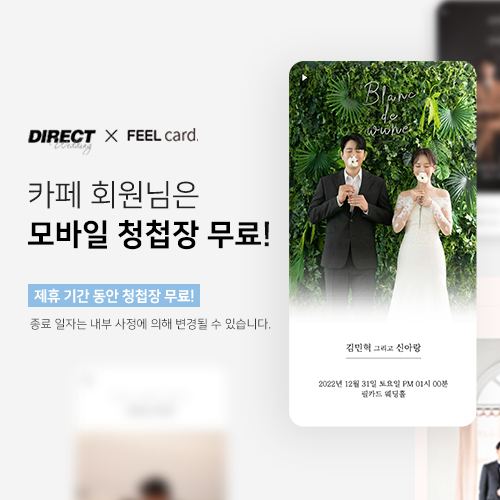 DIRECT Wedding × FEEL card.
카페 회원님은
모바일 청첩장 무료!
제휴 기간 동안 청첩장 무료!
종료 일자는 내부 사정에 의해 변경될 수 있습니다.
Blanc
de
wone
김민혁 그리고 신아랑
2022년 12월 31일 토요일 PM 01시 00분
필카드 웨딩홀